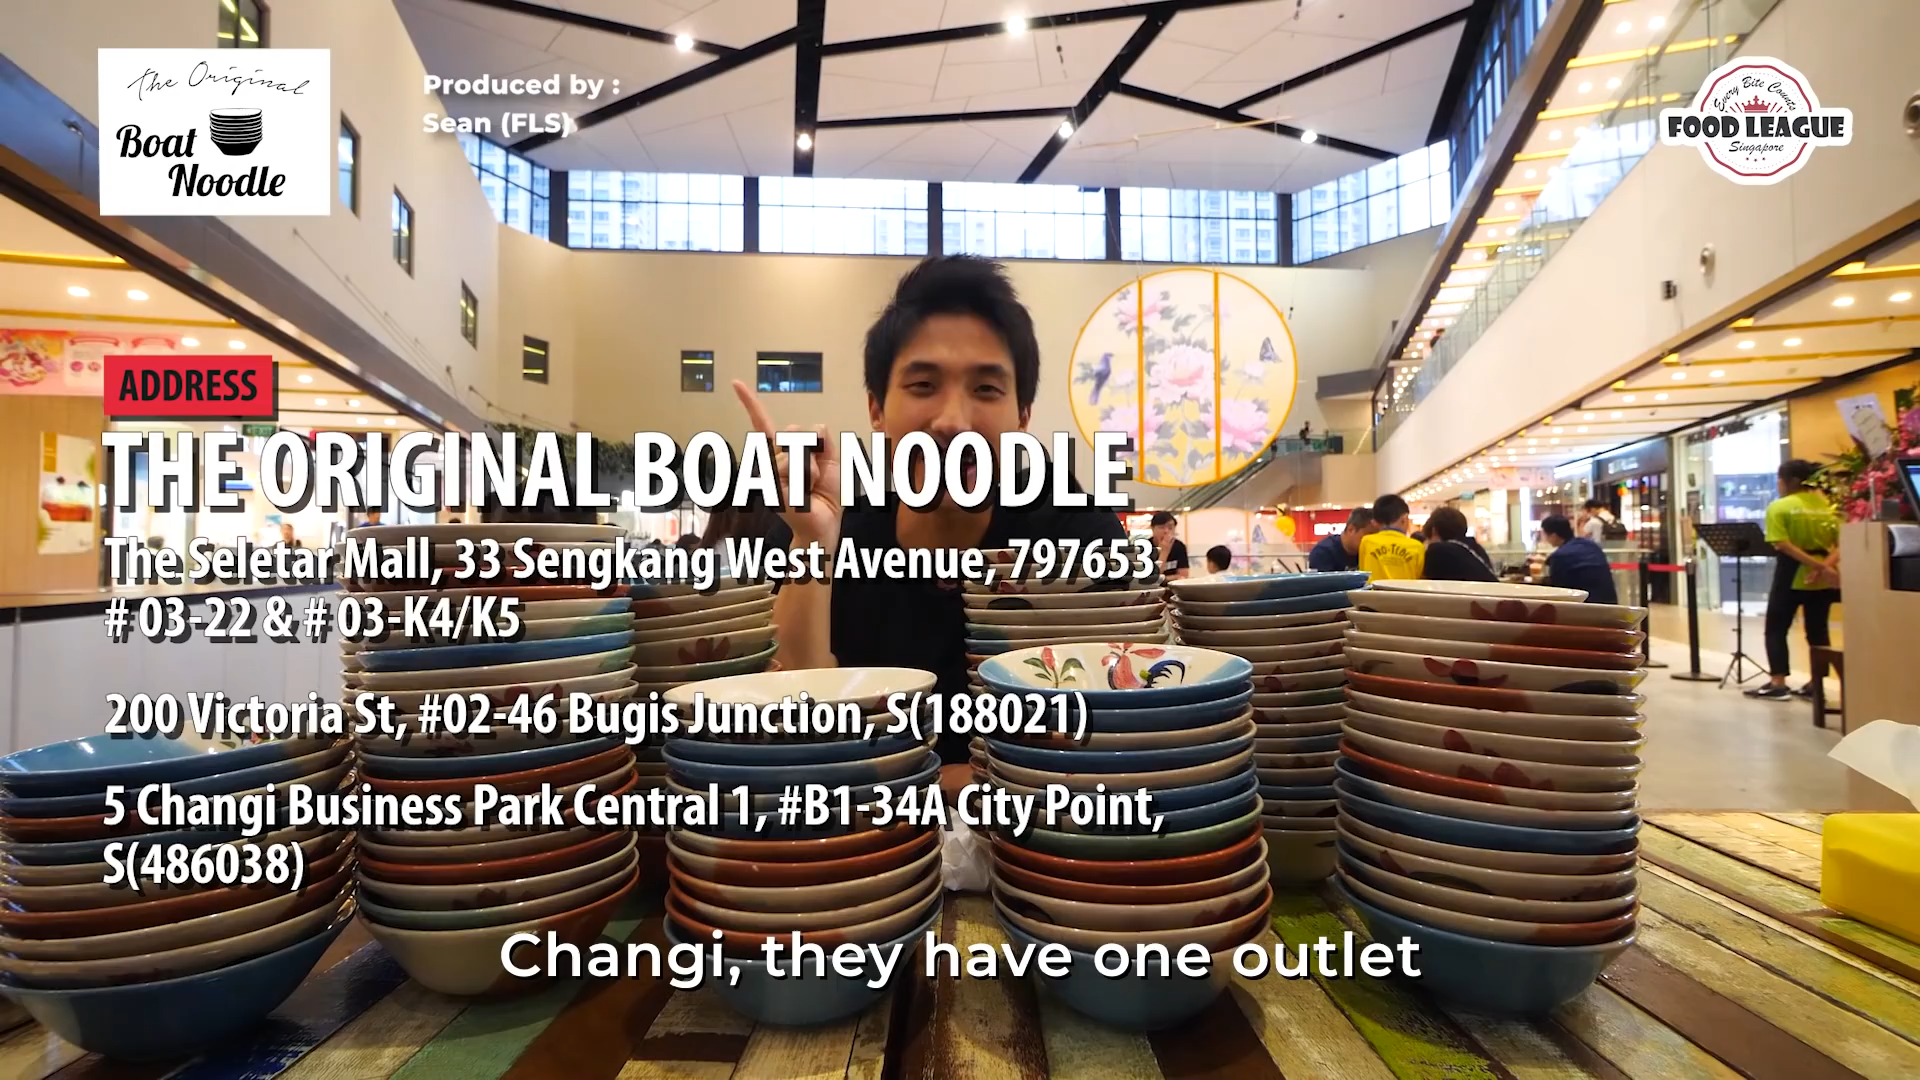 The Original
Boat
Noodle
Produced by :
Sean (FLS)
Every Bite Counts
FOOD LEAGUE
Singapore
ADDRESS
THE ORIGINAL BOAT NOODLE
The Seletar Mall, 33 Sengkang West Avenue, 797653
# 03-22 & # 03-K4/K5
200 Victoria St, #02-46 Bugis Junction, S(188021)
5 Changi Business Park Central 1, #B1-34A City Point,
S(486038)
Changi, they have one outlet